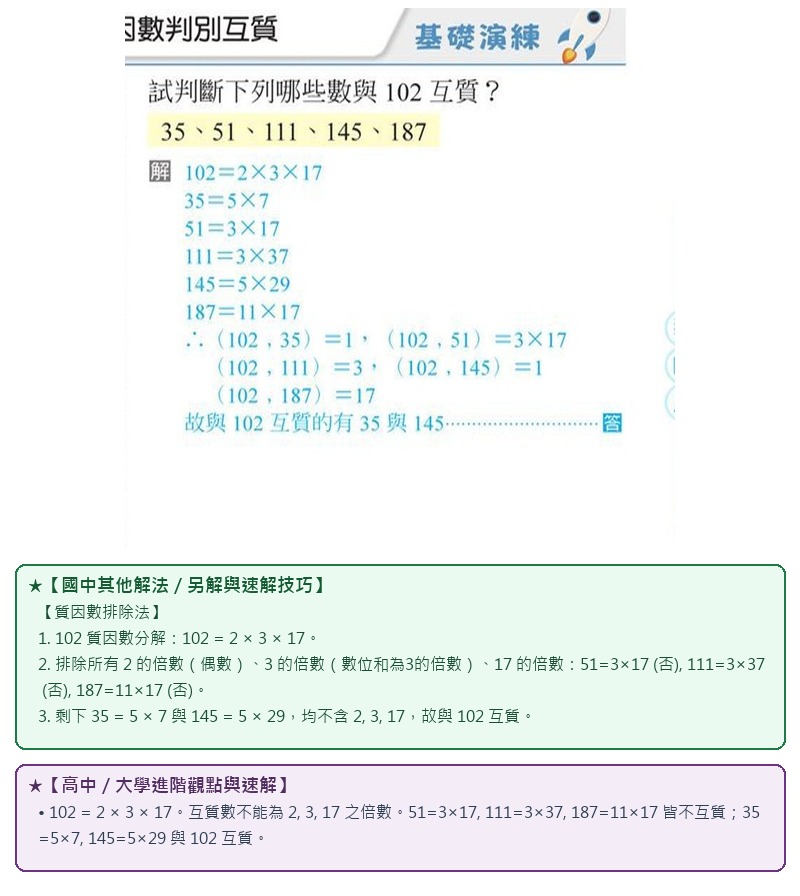 因數判別互質
基礎演練
試判斷下列哪些數與 102 互質？
35、51、111、145、187
解 102＝2×3×17
35＝5×7
51＝3×17
111＝3×37
145＝5×29
187＝11×17
∴（102，35）＝1，（102，51）＝3×17
（102，111）＝3，（102，145）＝1
（102，187）＝17
故與 102 互質的有 35 與 145………………………… 答
★【國中其他解法 / 另解與速解技巧】
【質因數排除法】
1. 102 質因數分解：102 = 2 × 3 × 17。
2. 排除所有 2 的倍數（偶數）、3 的倍數（數位和為3的倍數）、17 的倍數：51=3×17 (否), 111=3×37
(否), 187=11×17 (否)。
3. 剩下 35 = 5 × 7 與 145 = 5 × 29，均不含 2, 3, 17，故與 102 互質。
★【高中 / 大學進階觀點與速解】
• 102 = 2 × 3 × 17。互質數不能為 2, 3, 17 之倍數。51=3×17, 111=3×37, 187=11×17 皆不互質；35
=5×7, 145=5×29 與 102 互質。